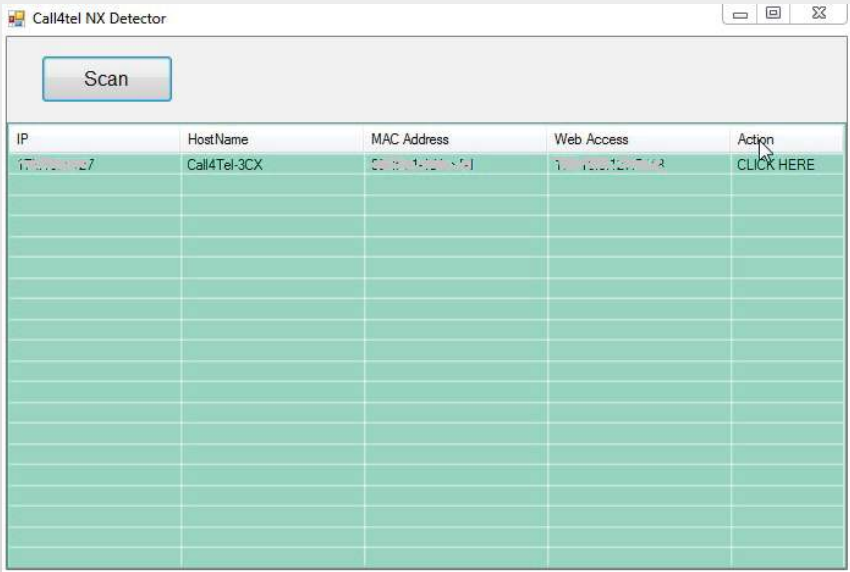 Call4tel NX Detector
Scan
IP HostName MAC Address Web Access Action
Call4Tel-3CX CLICK HERE